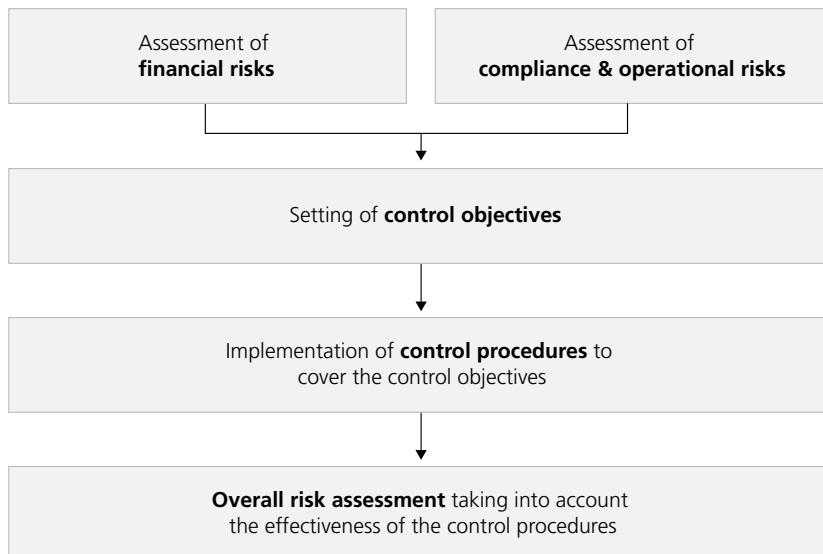 Assessment of
financial risks
Assessment of
compliance & operational risks
Setting of control objectives
Implementation of control procedures to
cover the control objectives
Overall risk assessment taking into account
the effectiveness of the control procedures